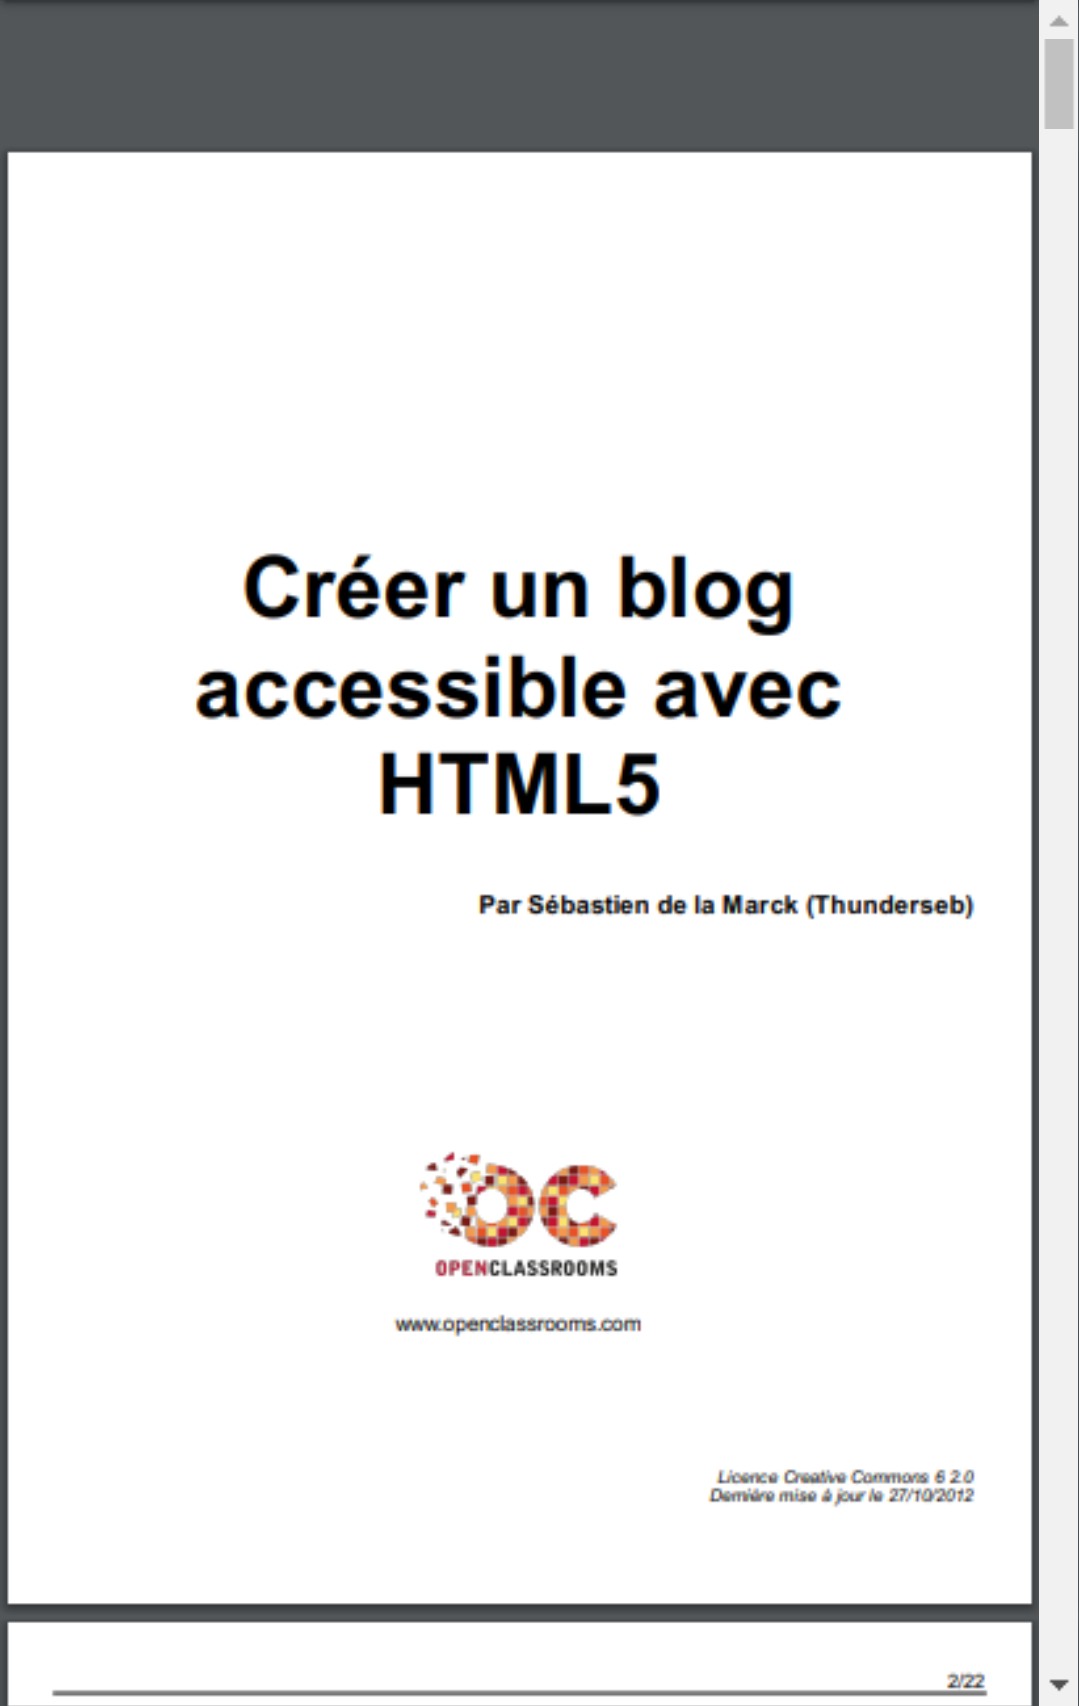 Créer un blog
accessible avec
HTML5
Par Sébastien de la Marck (Thunderseb)
OPENCLASSROOMS
www.openclassrooms.com
Licence Creative Commons 6 2.0
Dernière mise à jour le 27/10/2012
2/22